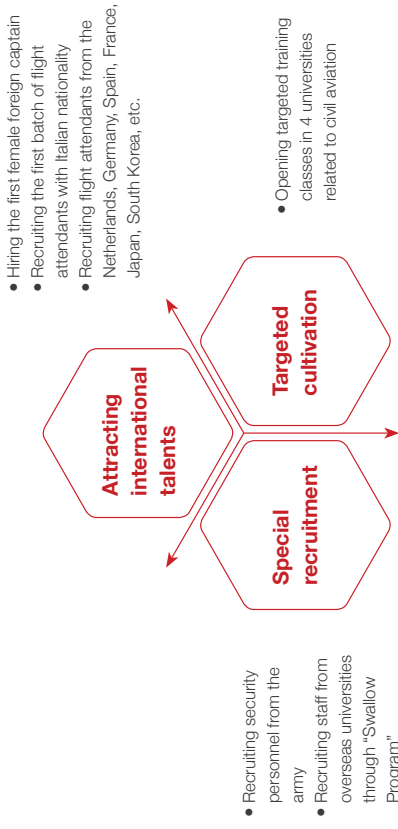 • Hiring the first female foreign captain
• Recruiting the first batch of flight
attendants with Italian nationality
• Recruiting flight attendants from the
Netherlands, Germany, Spain, France,
Japan, South Korea, etc.
Attracting
international
talents
Special
recruitment
Targeted
cultivation
• Recruiting security
personnel from the
army
• Recruiting staff from
overseas universities
through “Swallow
Program”
• Opening targeted training
classes in 4 universities
related to civil aviation